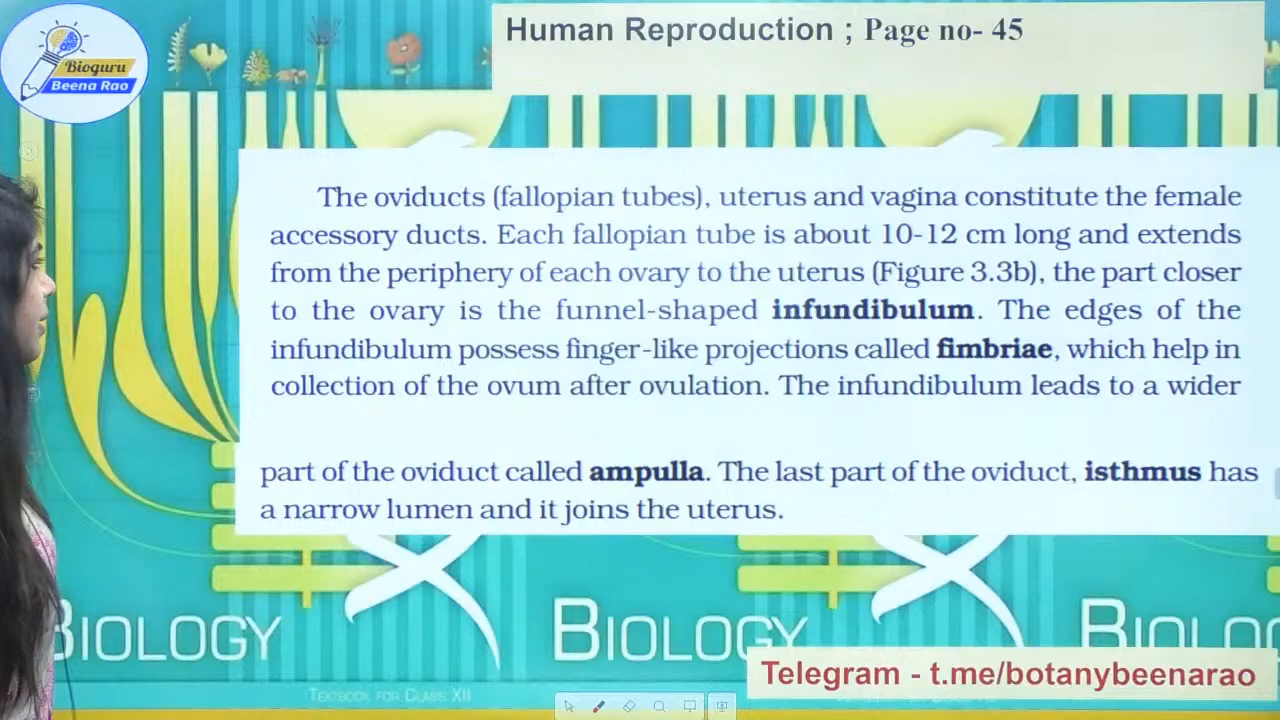 Human Reproduction ; Page no- 45
Bioguru
Beena Rao
The oviducts (fallopian tubes), uterus and vagina constitute the female
accessory ducts. Each fallopian tube is about 10-12 cm long and extends
from the periphery of each ovary to the uterus (Figure 3.3b), the part closer
to the ovary is the funnel-shaped infundibulum. The edges of the
infundibulum possess finger-like projections called fimbriae, which help in
collection of the ovum after ovulation. The infundibulum leads to a wider
part of the oviduct called ampulla. The last part of the oviduct, isthmus has
a narrow lumen and it joins the uterus.
BIOLOGY BIOLOGY BIOLO
Telegram - t.me/botanybeenarao
TEXTBOOK FOR CLASS XII